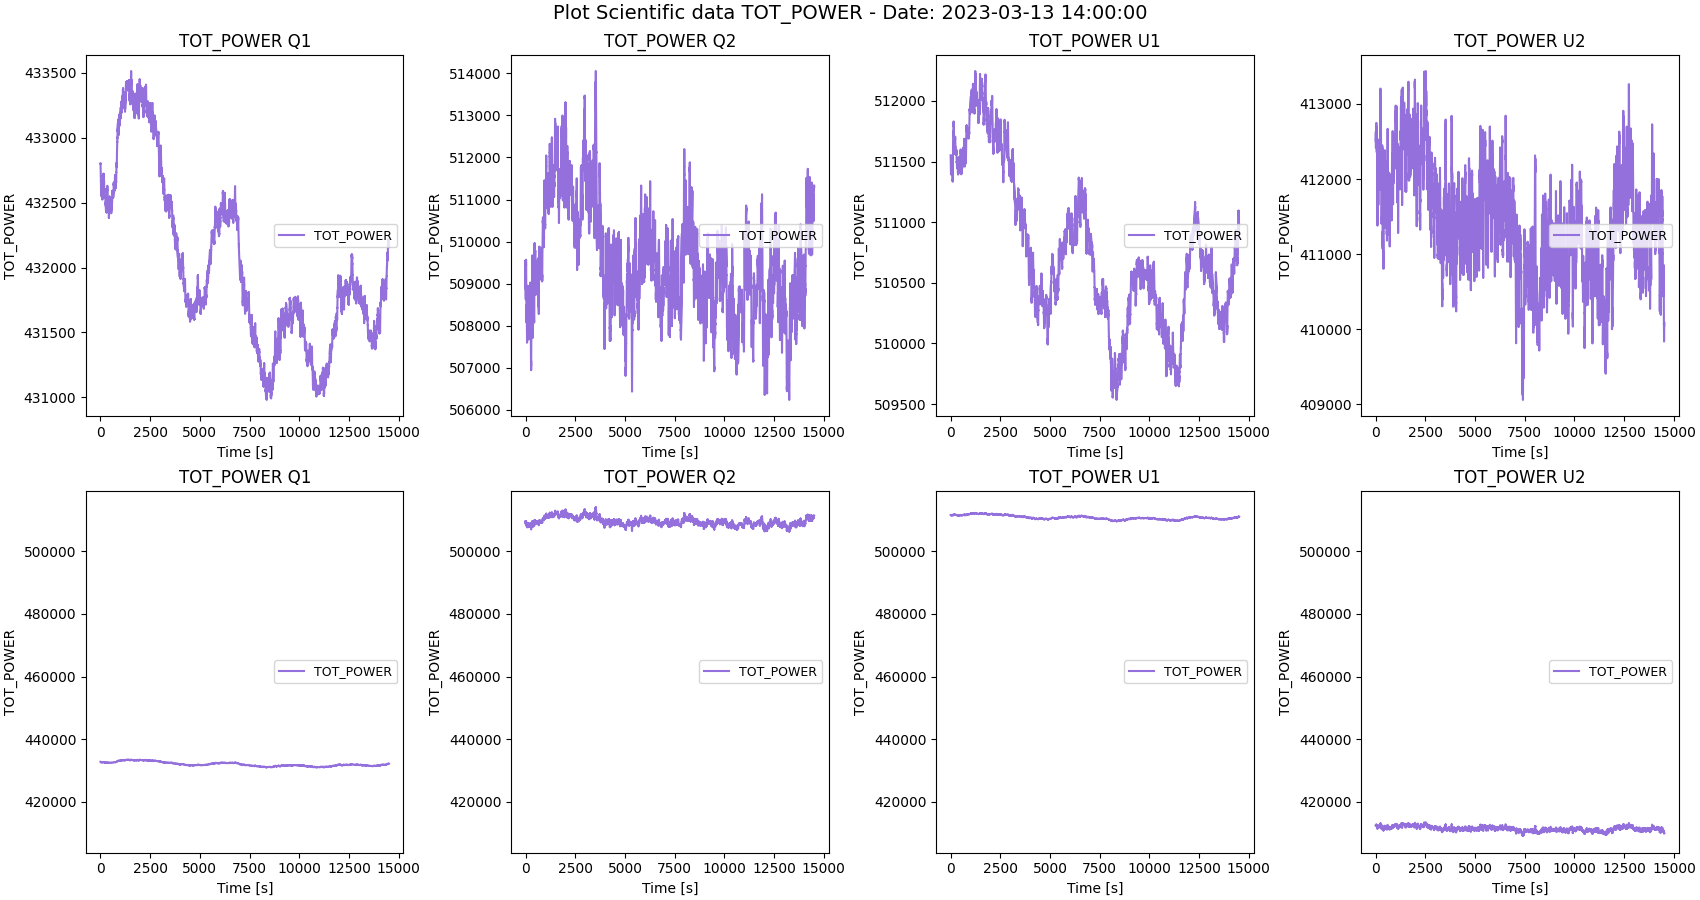 Plot Scientific data TOT_POWER - Date: 2023-03-13 14:00:00
TOT_POWER Q1
TOT_POWER
433500
433000
432500
432000
431500
431000
TOT_POWER
0 2500 5000 7500 10000 12500 15000
Time [s]
TOT_POWER Q2
TOT_POWER
514000
513000
512000
511000
510000
509000
508000
507000
506000
TOT_POWER
0 2500 5000 7500 10000 12500 15000
Time [s]
TOT_POWER U1
TOT_POWER
512000
511500
511000
510500
510000
509500
TOT_POWER
0 2500 5000 7500 10000 12500 15000
Time [s]
TOT_POWER U2
TOT_POWER
413000
412000
411000
410000
409000
TOT_POWER
0 2500 5000 7500 10000 12500 15000
Time [s]
TOT_POWER Q1
TOT_POWER
500000
480000
460000
440000
420000
TOT_POWER
0 2500 5000 7500 10000 12500 15000
Time [s]
TOT_POWER Q2
TOT_POWER
500000
480000
460000
440000
420000
TOT_POWER
0 2500 5000 7500 10000 12500 15000
Time [s]
TOT_POWER U1
TOT_POWER
500000
480000
460000
440000
420000
TOT_POWER
0 2500 5000 7500 10000 12500 15000
Time [s]
TOT_POWER U2
TOT_POWER
500000
480000
460000
440000
420000
TOT_POWER
0 2500 5000 7500 10000 12500 15000
Time [s]